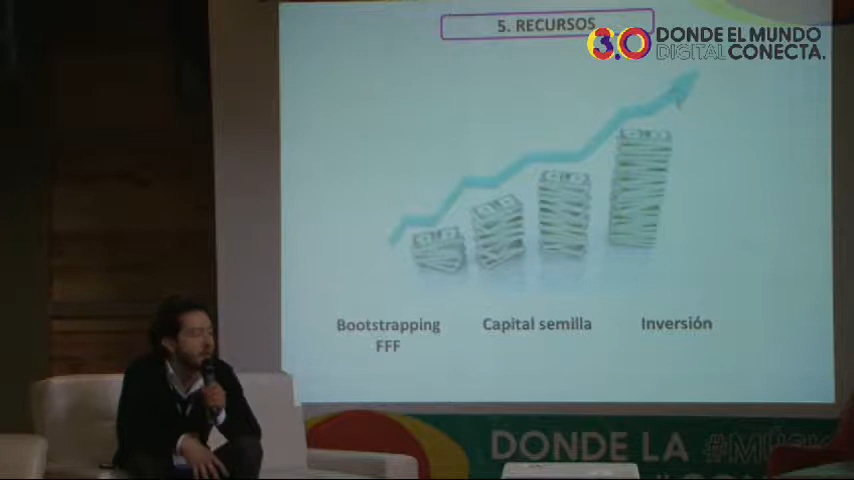 5. RECURSOS
3.0 DONDE EL MUNDO
DIGITAL CONECTA.
Bootstrapping
FFF
Capital semilla
Inversión
DONDE LA